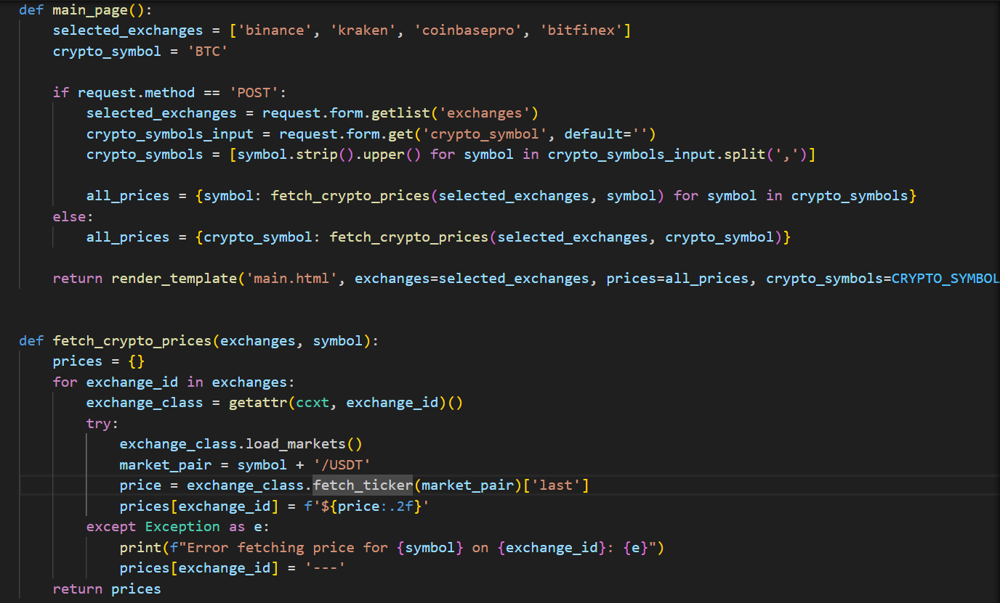 def main_page():
    selected_exchanges = ['binance', 'kraken', 'coinbasepro', 'bitfinex']
    crypto_symbol = 'BTC'

    if request.method == 'POST':
        selected_exchanges = request.form.getlist('exchanges')
        crypto_symbols_input = request.form.get('crypto_symbol', default='')
        crypto_symbols = [symbol.strip().upper() for symbol in crypto_symbols_input.split(',')]

        all_prices = {symbol: fetch_crypto_prices(selected_exchanges, symbol) for symbol in crypto_symbols}
    else:
        all_prices = {crypto_symbol: fetch_crypto_prices(selected_exchanges, crypto_symbol)}

    return render_template('main.html', exchanges=selected_exchanges, prices=all_prices, crypto_symbols=CRYPTO_SYMBOL


def fetch_crypto_prices(exchanges, symbol):
    prices = {}
    for exchange_id in exchanges:
        exchange_class = getattr(ccxt, exchange_id)()
        try:
            exchange_class.load_markets()
            market_pair = symbol + '/USDT'
            price = exchange_class.fetch_ticker(market_pair)['last']
            prices[exchange_id] = f'${price:.2f}'
        except Exception as e:
            print(f"Error fetching price for {symbol} on {exchange_id}: {e}")
            prices[exchange_id] = '---'
    return prices